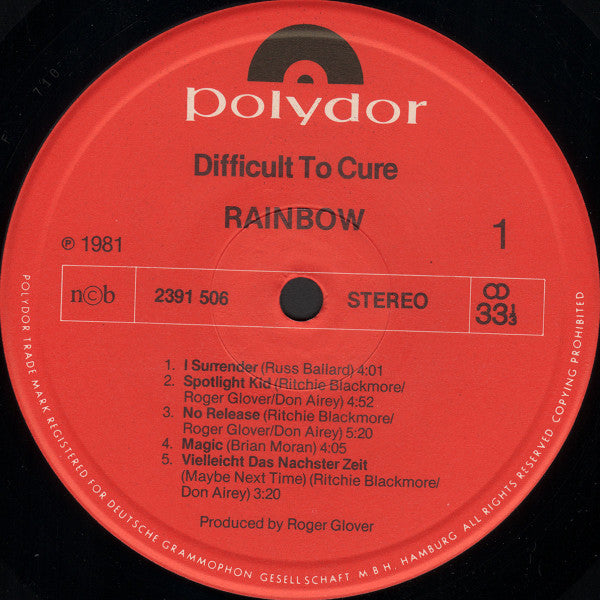 polydor
Difficult To Cure
RAINBOW
1
℗ 1981
n©b
2391 506
STEREO
33⅓
1. I Surrender (Russ Ballard) 4:01
2. Spotlight Kid (Ritchie Blackmore/
Roger Glover/Don Airey) 4:52
3. No Release (Ritchie Blackmore/
Roger Glover/Don Airey) 5:20
4. Magic (Brian Moran) 4:05
5. Vielleicht Das Nachster Zeit
(Maybe Next Time) (Ritchie Blackmore/
Don Airey) 3:20
Produced by Roger Glover
POLYDOR TRADE MARK REGISTERED FOR DEUTSCHE GRAMMOPHON GESELLSCHAFT M B H, HAMBURG ALL RIGHTS RESERVED COPYING PROHIBITED